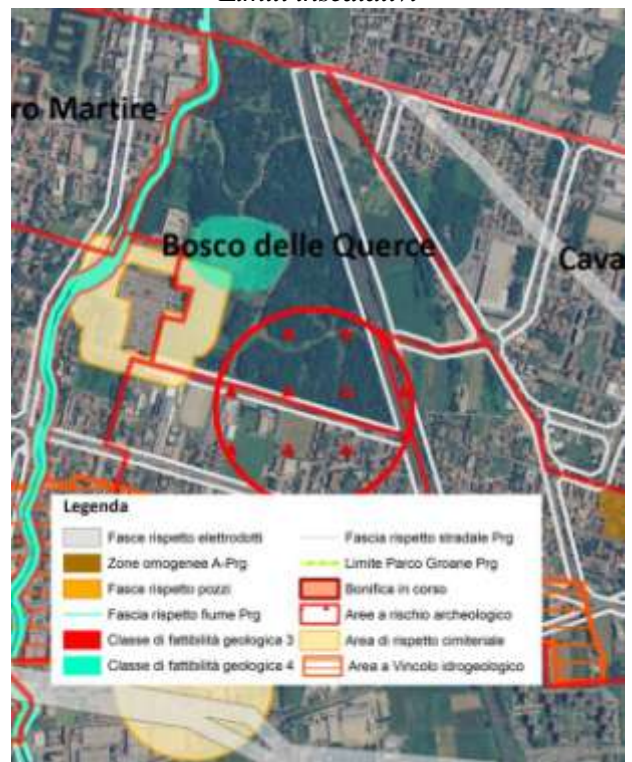 ro Martire
Bosco delle Querce
Cava
Legenda
Fasce rispetto elettrodotti
Zone omogenee A-Prg
Fasce rispetto pozzi
Fascia rispetto fiume Prg
Classe di fattibilità geologica 3
Classe di fattibilità geologica 4
Fascia rispetto stradale Prg
Limite Parco Groane Prg
Bonifica in corso
Aree a rischio archeologico
Area di rispetto cimiteriale
Area a Vincolo idrogeologico